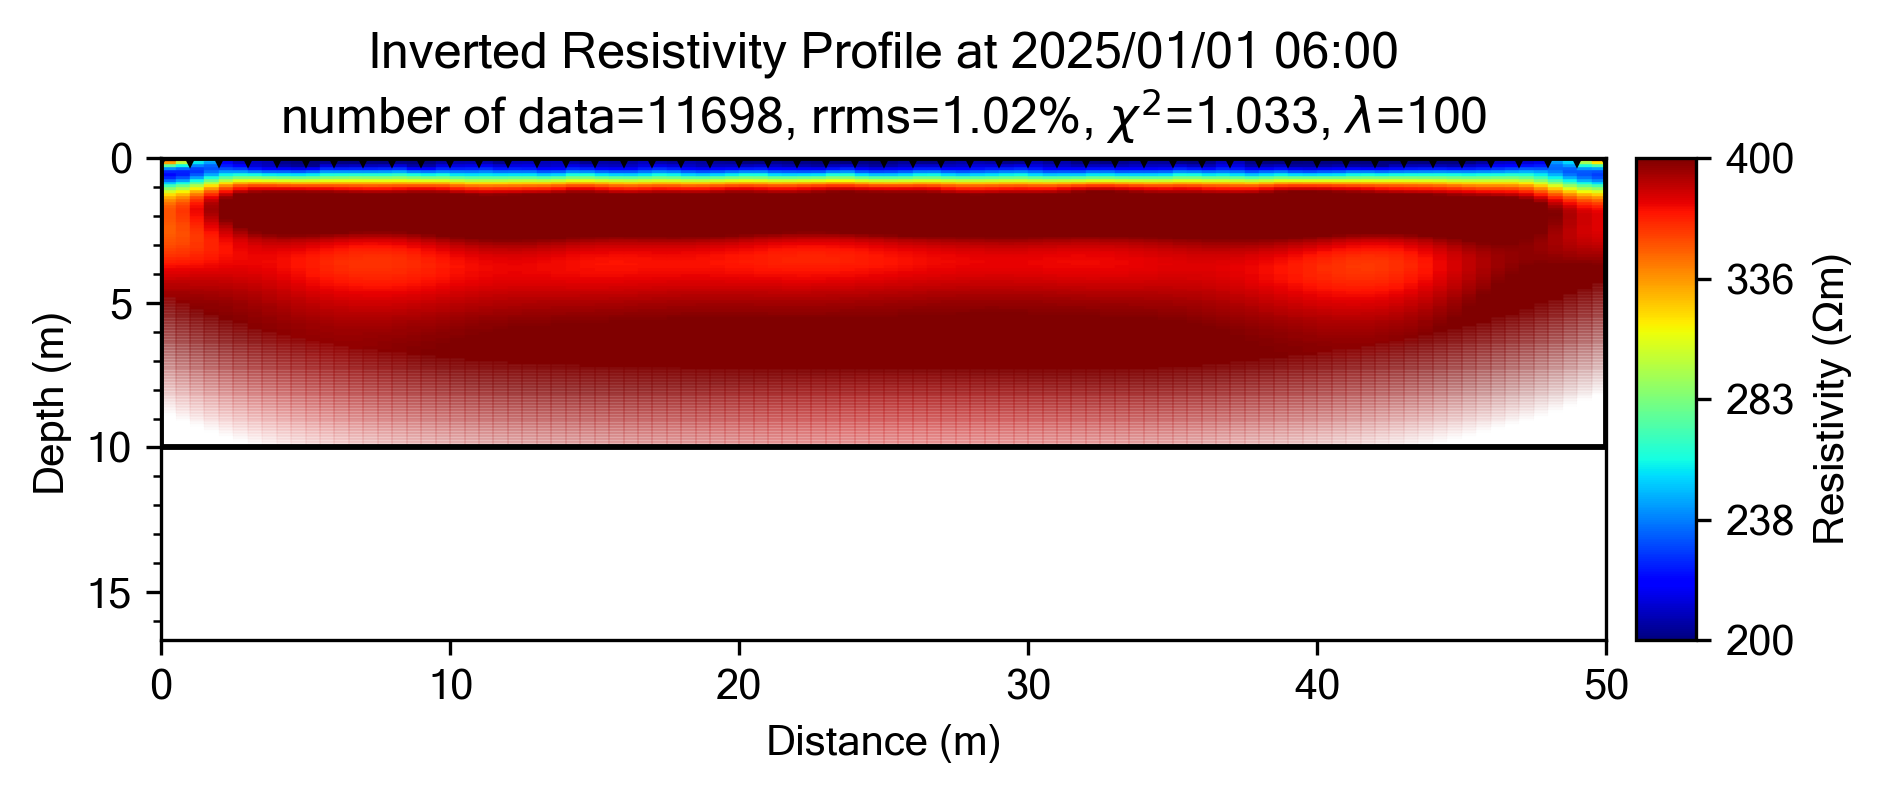 Inverted Resistivity Profile at 2025/01/01 06:00
number of data=11698, rrms=1.02%, χ²=1.033, λ=100
0
5
10
15
Depth (m)
0 10 20 30 40 50
Distance (m)
400
336
283
238
200
Resistivity (Ωm)